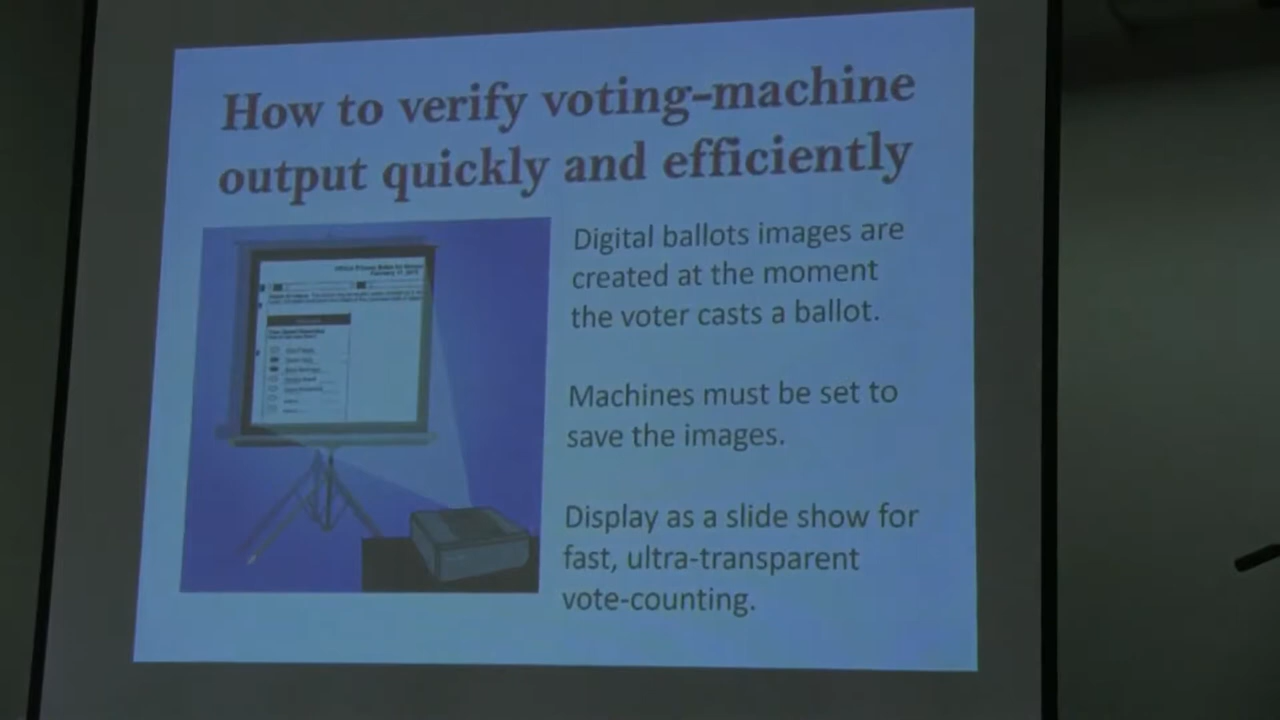 How to verify voting-machine
output quickly and efficiently
Digital ballots images are
created at the moment
the voter casts a ballot.
Machines must be set to
save the images.
Display as a slide show for
fast, ultra-transparent
vote-counting.